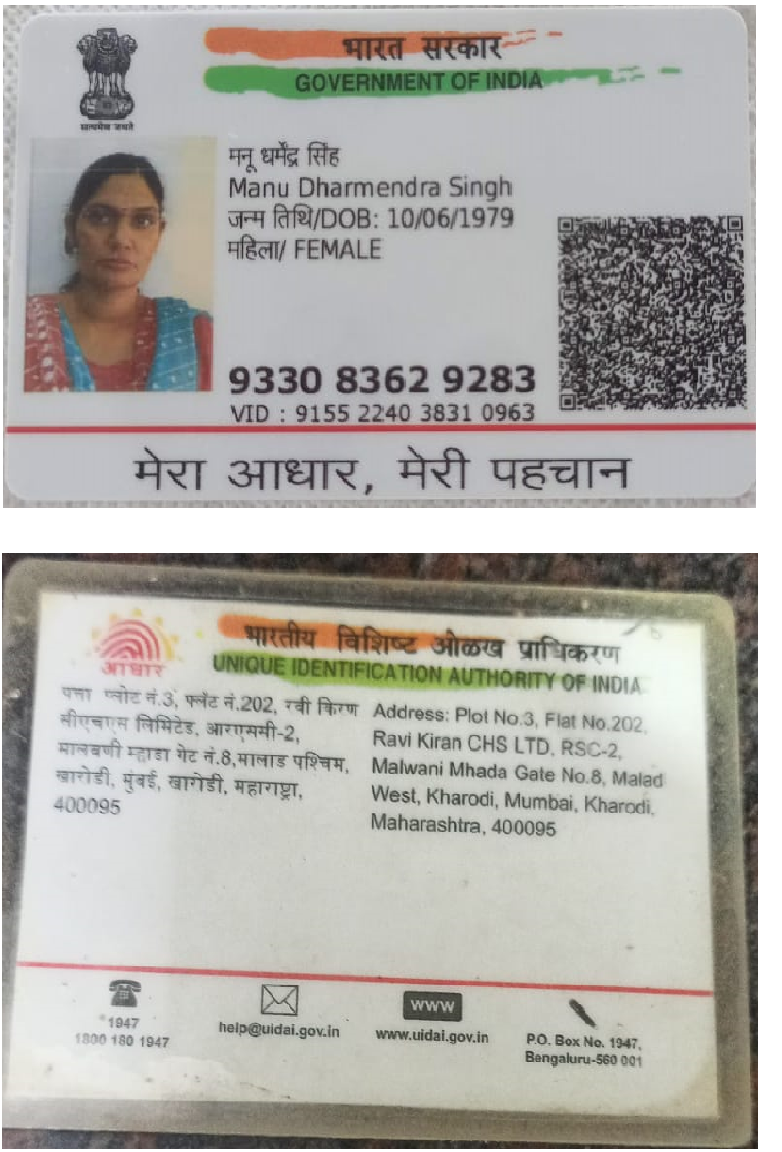 भारत सरकार
GOVERNMENT OF INDIA
सत्यमेव जयते
मनू धर्मेंद्र सिंह
Manu Dharmendra Singh
जन्म तिथि/DOB: 10/06/1979
महिला/ FEMALE
9330 8362 9283
VID : 9155 2240 3831 0963
मेरा आधार, मेरी पहचान
भारतीय विशिष्ट ओळख प्राधिकरण
UNIQUE IDENTIFICATION AUTHORITY OF INDIA
आधार
पत्ता प्लोट नं.3, फ्लॅट नं.202, रवी किरण
सीएचएस लिमिटेड, आरएससी-2,
मालवणी म्हाडा गेट नं.8,मालाड पश्चिम,
खारोडी, मुंबई, खारोडी, महाराष्ट्रा,
400095
Address: Plot No.3, Flat No.202,
Ravi Kiran CHS LTD, RSC-2,
Malwani Mhada Gate No.8, Malad
West, Kharodi, Mumbai, Kharodi,
Maharashtra, 400095
1947
1800 180 1947
help@uidai.gov.in
www
www.uidai.gov.in
P.O. Box No. 1947,
Bengaluru-560 001